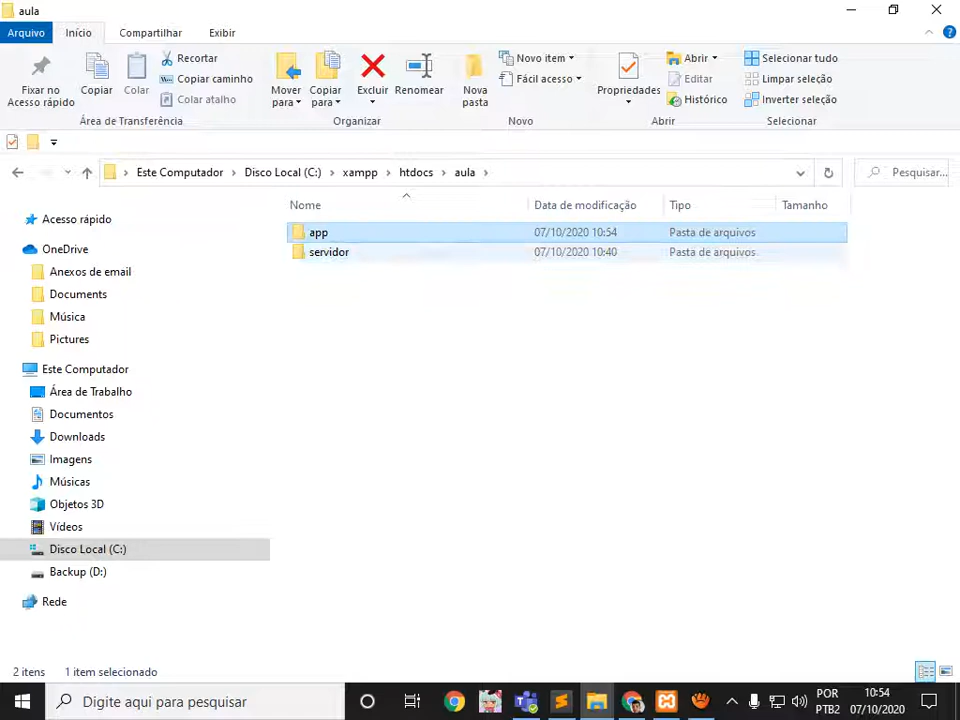 aula
Arquivo Início Compartilhar Exibir
Fixar no Acesso rápido
Copiar
Colar
Recortar
Copiar caminho
Colar atalho
Área de Transferência
Mover para
Copiar para
Excluir
Renomear
Organizar
Nova pasta
Novo item
Fácil acesso
Novo
Propriedades
Abrir
Editar
Histórico
Abrir
Selecionar tudo
Limpar seleção
Inverter seleção
Selecionar
Este Computador > Disco Local (C:) > xampp > htdocs > aula >
Pesquisar...
Nome Data de modificação Tipo Tamanho
app 07/10/2020 10:54 Pasta de arquivos
servidor 07/10/2020 10:40 Pasta de arquivos
Acesso rápido
OneDrive
Anexos de email
Documents
Música
Pictures
Este Computador
Área de Trabalho
Documentos
Downloads
Imagens
Músicas
Objetos 3D
Vídeos
Disco Local (C:)
Backup (D:)
Rede
2 itens 1 item selecionado
Digite aqui para pesquisar
POR
PTB2
10:54
07/10/2020